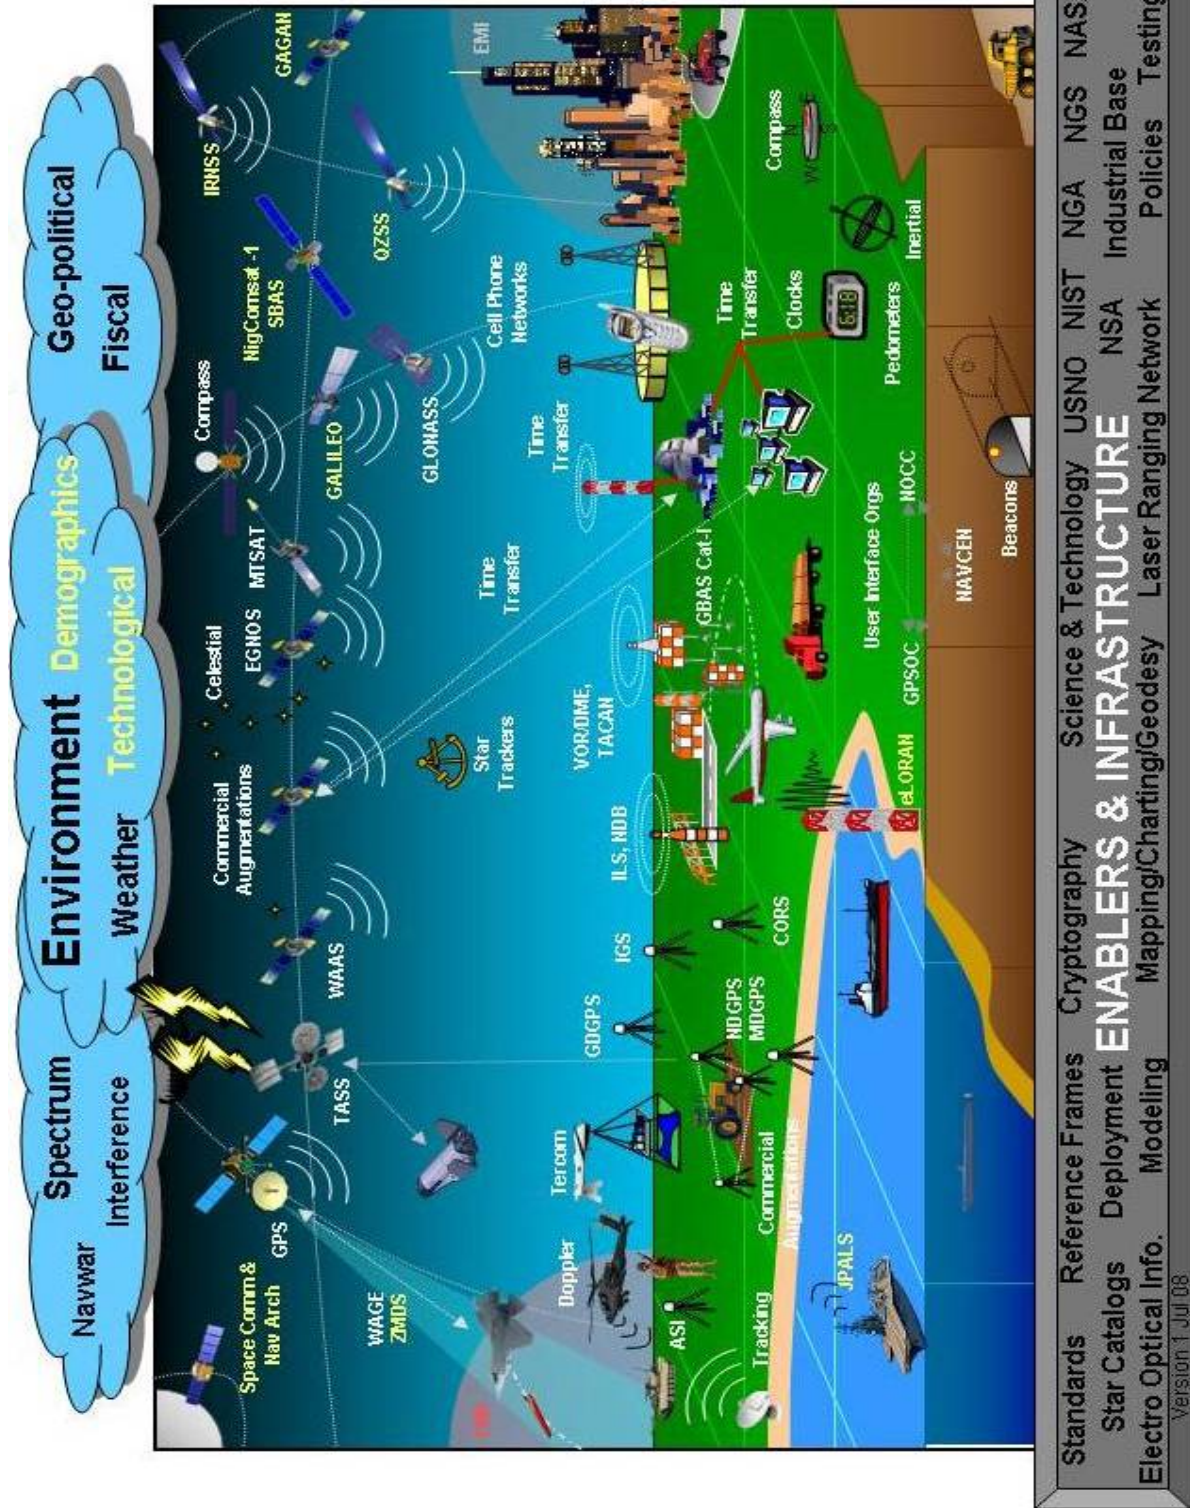 Navwar
Spectrum
Interference
Environment
Weather
Demographics
Technological
Geo-political
Fiscal
Space Comm &
Nav Arch
GPS
TASS
WAAS
Commercial
Augmentations
Celestial
EGNOS
MTSAT
Compass
GALILEO
GLONASS
NigComsat -1
SBAS
QZSS
IRNSS
GAGAN
WAGE
ZMDS
Star
Trackers
Time
Transfer
Time
Transfer
Cell Phone
Networks
EMI
Doppler
Tercom
GDGPS
IGS
ILS, NDB
VOR/DME,
TACAN
ASI
Tracking
Commercial
Augmentations
NDGPS
MDGPS
CORS
GBAS Cat-I
Time
Transfer
Clocks
6:18
Compass
N
S
W
E
Pedometers
Inertial
JPALS
eLORAN
User Interface Orgs
GPSOC
NOCC
NAVCEN
Beacons
Standards Reference Frames Cryptography Science & Technology USNO NIST NGA NGS NAS
Star Catalogs Deployment ENABLERS & INFRASTRUCTURE NSA Industrial Base
Electro Optical Info. Modeling Mapping/Charting/Geodesy Laser Ranging Network Policies Testing
Version 1 Jul 08